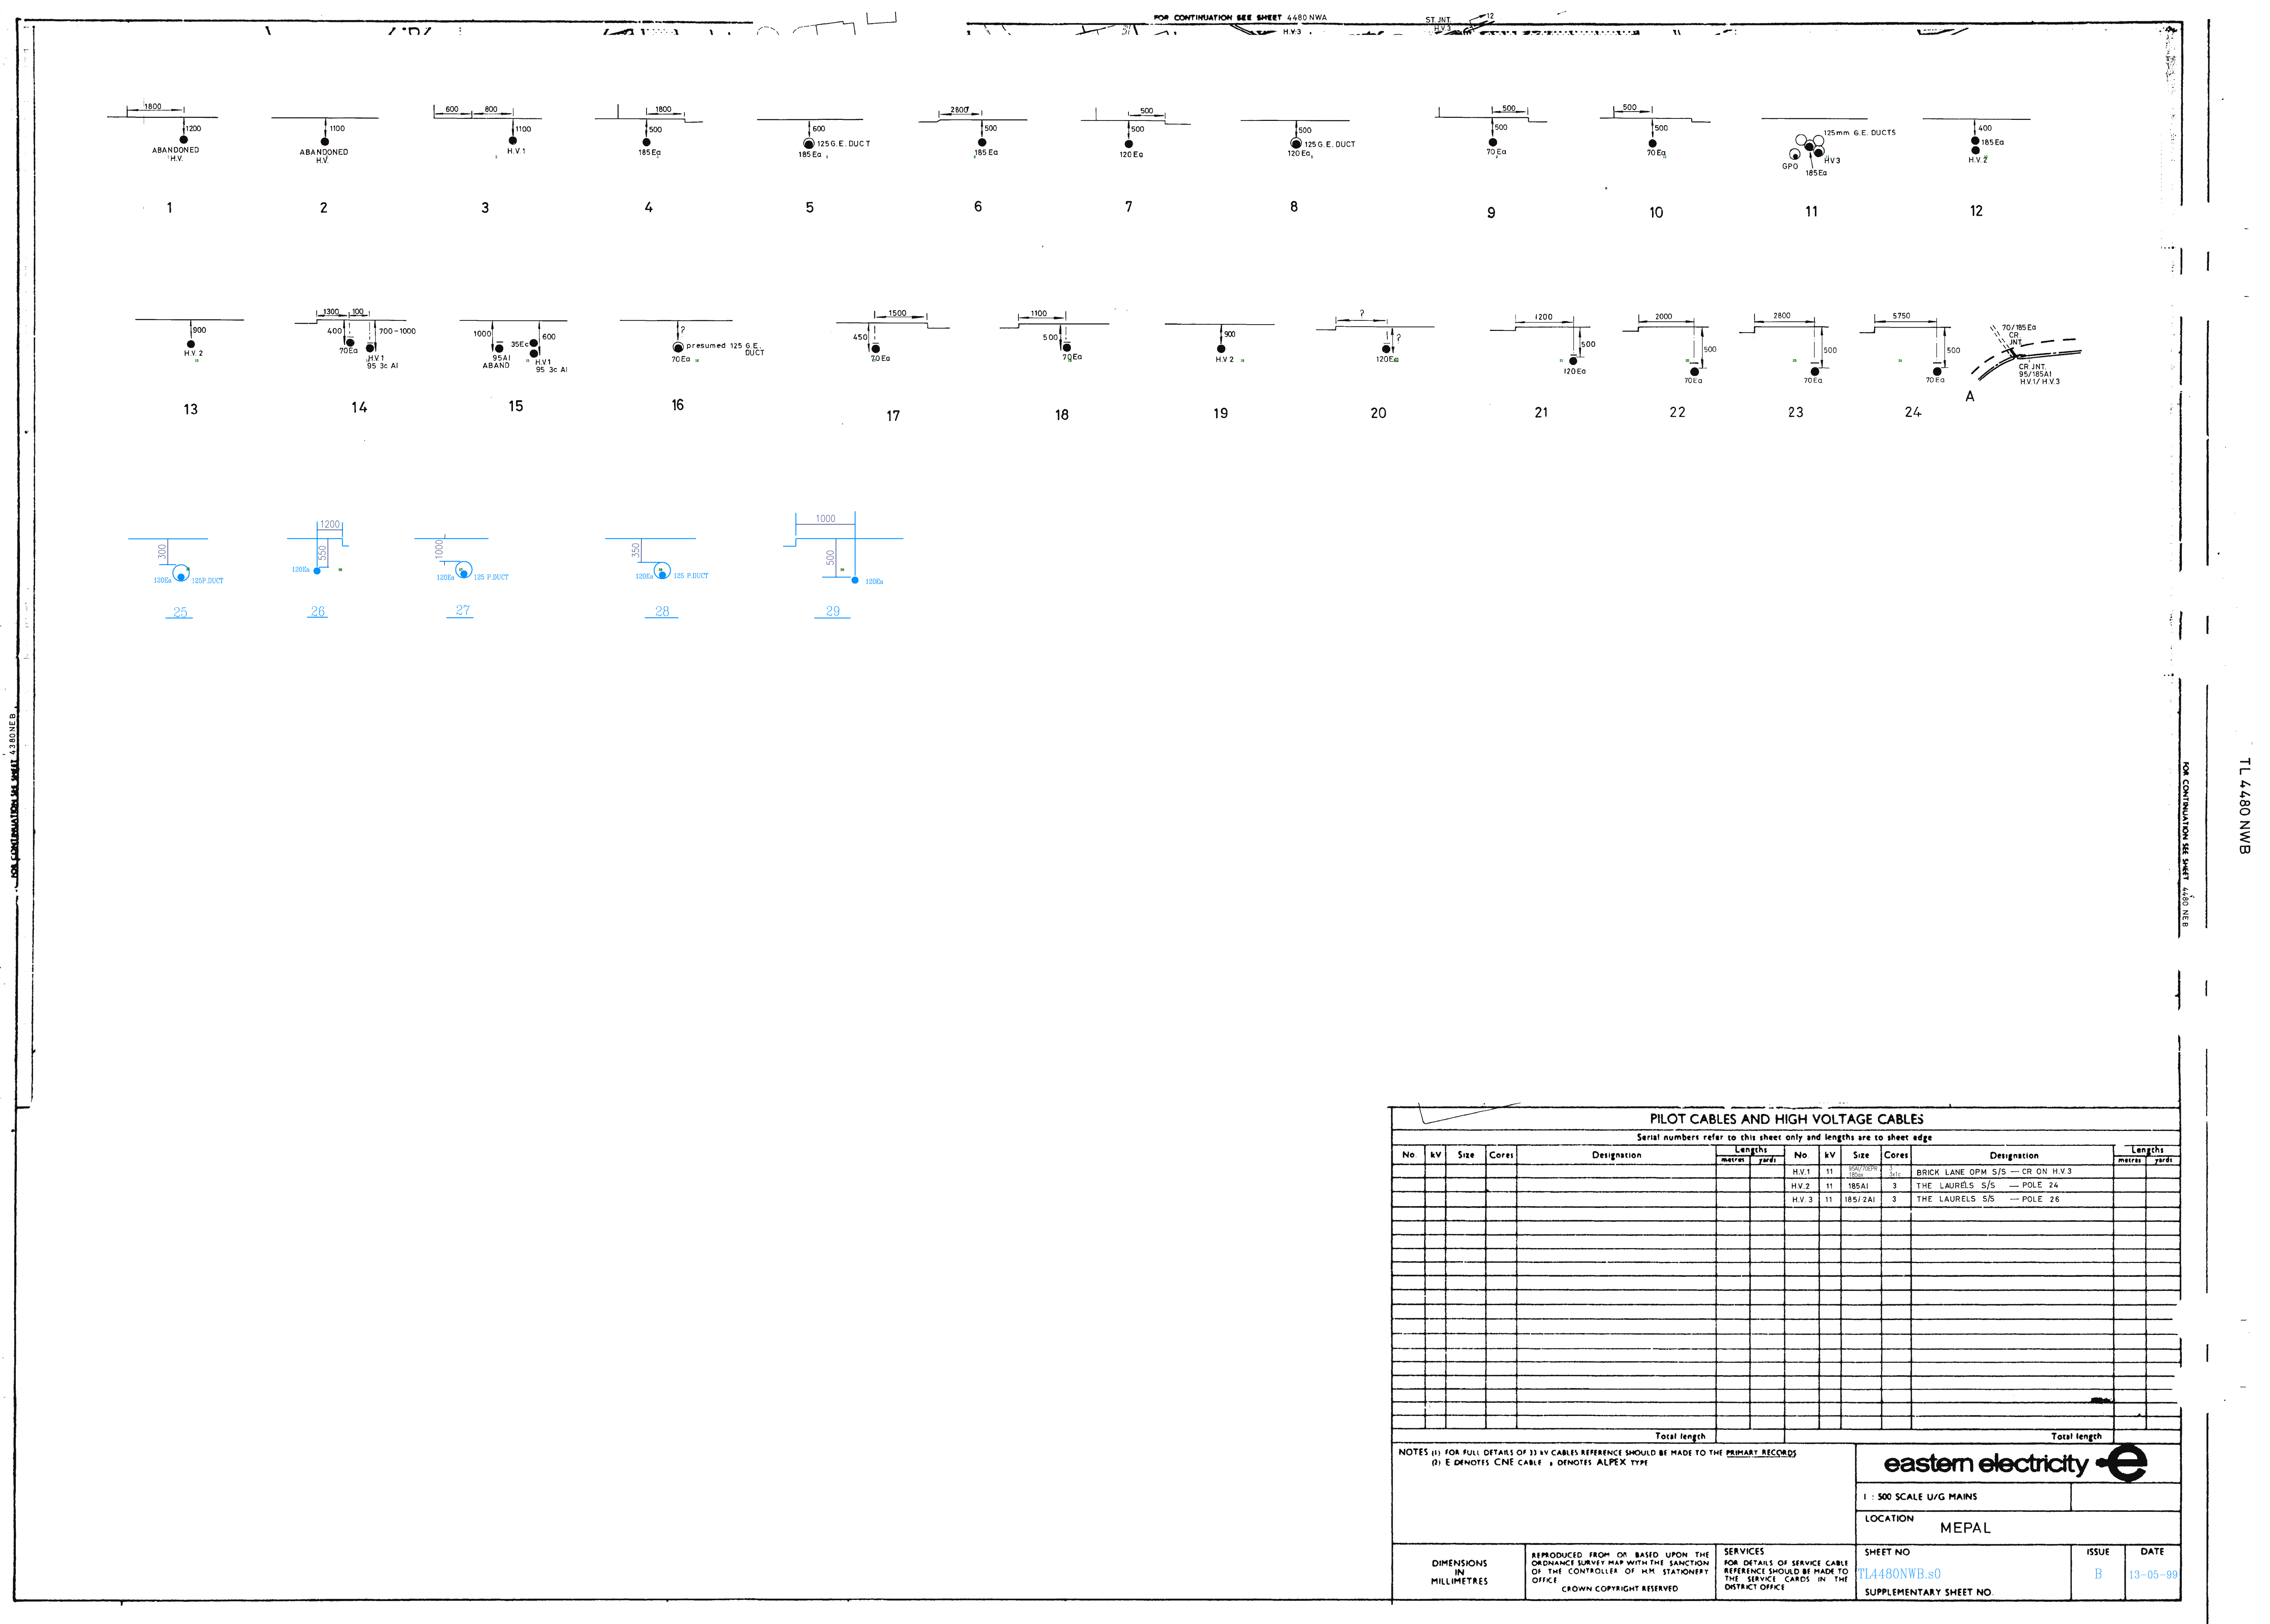 FOR CONTINUATION SEE SHEET 4480 NWA
ST. JNT.
H.V.3
12
H.V.3
1800
1200
ABANDONED
H.V.
1
1100
ABANDONED
H.V.
2
600 800
1100
H.V.1
3
1800
500
185 Ea
4
600
125 G.E. DUCT
185 Ea
5
2800
500
185 Ea
6
500
500
120 Ea
7
500
125 G.E. DUCT
120 Ea
8
500
500
70 Ea
9
500
500
70 Ea
10
125mm G.E. DUCTS
GPO
HV3
185Ea
11
400
185 Ea
H.V.2
12
900
H.V. 2
13
1300 100
400
700-1000
70Ea
H.V.1
95 3c Al
14
1000
35Ec
600
95Al
ABAND
H.V.1
95 3c Al
15
?
presumed 125 G.E.
DUCT
70Ea
16
1500
450
70 Ea
17
1100
500
70Ea
18
900
H.V 2
19
?
?
120Ea
20
1200
500
120 Ea
21
2000
500
70 Ea
22
2800
500
70 Ea
23
5750
500
70 Ea
24
70/185 Ea
CR
JNT.
CR JNT.
95/185Al
H.V.1/ H.V.3
A
300
120Ea
125P.DUCT
25
1200
550
120Ea
26
1000
120Ea
125 P.DUCT
27
350
120Ea
125 P.DUCT
28
1000
500
120Ea
29
FOR CONTINUATION SEE SHEET 4380 NE B
FOR CONTINUATION SEE SHEET 4480 NE B
TL 4480 NWB
PILOT CABLES AND HIGH VOLTAGE CABLES
Serial numbers refer to this sheet only and lengths are to sheet edge
No. kV Size Cores Designation Lengths metres yards No. kV Size Cores Designation Lengths metres yards
H.V.1 11 3 BRICK LANE OPM S/S — CR ON H.V.3
H.V.2 11 185Al 3 THE LAURELS S/S — POLE 24
H.V. 3 11 185/·2Al 3 THE LAURELS S/S — POLE 26
Total length Total length
NOTES (1) FOR FULL DETAILS OF 33 kV CABLES REFERENCE SHOULD BE MADE TO THE PRIMARY RECORDS
(2) E DENOTES CNE CABLE a DENOTES ALPEX TYPE
eastern electricity
1 : 500 SCALE U/G MAINS
LOCATION
MEPAL
DIMENSIONS
IN
MILLIMETRES
REPRODUCED FROM OR BASED UPON THE
ORDNANCE SURVEY MAP WITH THE SANCTION
OF THE CONTROLLER OF H.M. STATIONERY
OFFICE
CROWN COPYRIGHT RESERVED
SERVICES
FOR DETAILS OF SERVICE CABLE
REFERENCE SHOULD BE MADE TO
THE SERVICE CARDS IN THE
DISTRICT OFFICE
SHEET NO
TL4480NWB.s0
SUPPLEMENTARY SHEET NO.
ISSUE
B
DATE
13-05-99